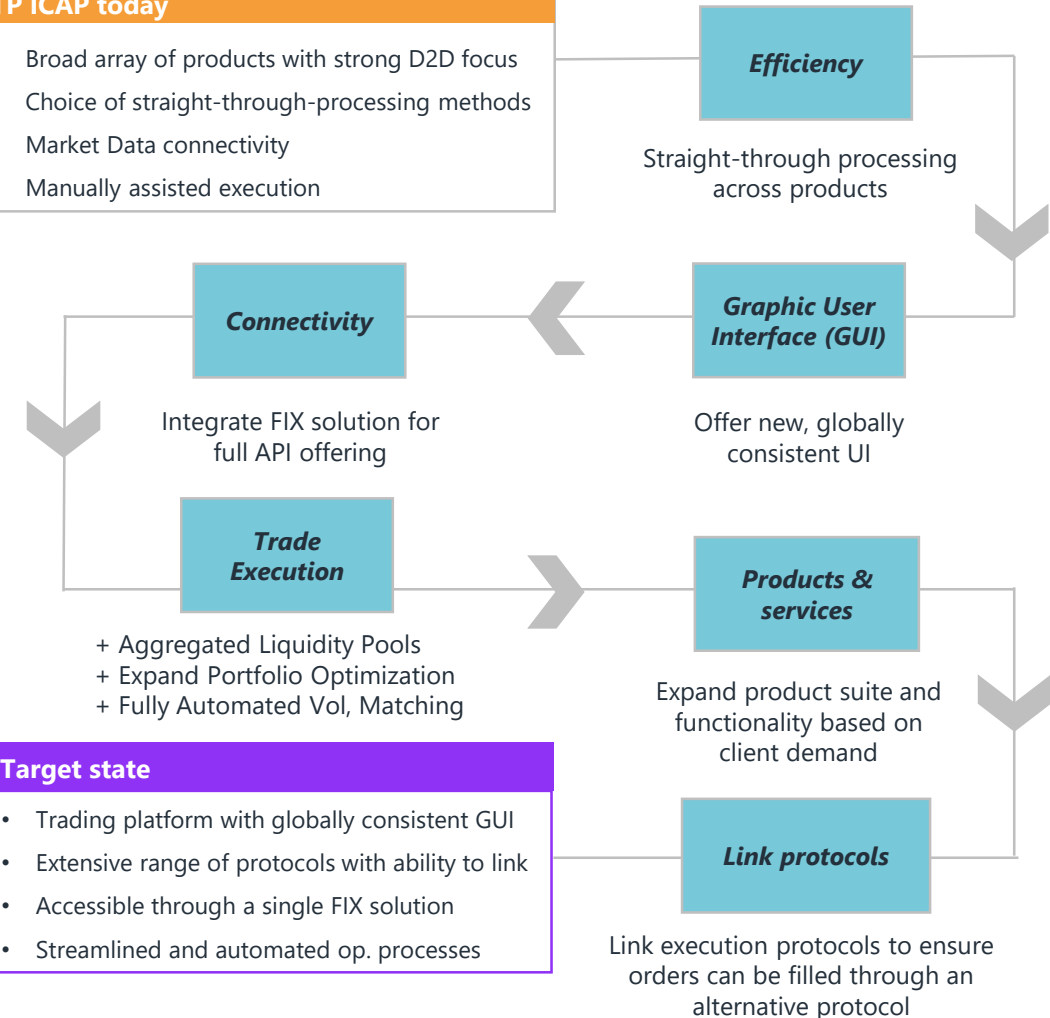 TP ICAP today
Broad array of products with strong D2D focus
Choice of straight-through-processing methods
Market Data connectivity
Manually assisted execution
Efficiency
Straight-through processing
across products
Graphic User
Interface (GUI)
Offer new, globally
consistent UI
Connectivity
Integrate FIX solution for
full API offering
Trade
Execution
+ Aggregated Liquidity Pools
+ Expand Portfolio Optimization
+ Fully Automated Vol, Matching
Products &
services
Expand product suite and
functionality based on
client demand
Link protocols
Link execution protocols to ensure
orders can be filled through an
alternative protocol
Target state
• Trading platform with globally consistent GUI
• Extensive range of protocols with ability to link
• Accessible through a single FIX solution
• Streamlined and automated op. processes